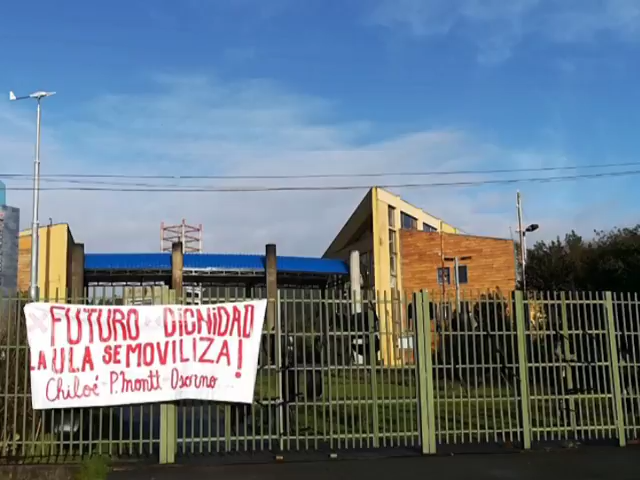 FUTURO DIGNIDAD
LA ULA SE MOVILIZA!
Chiloé - P. Montt - Osorno...